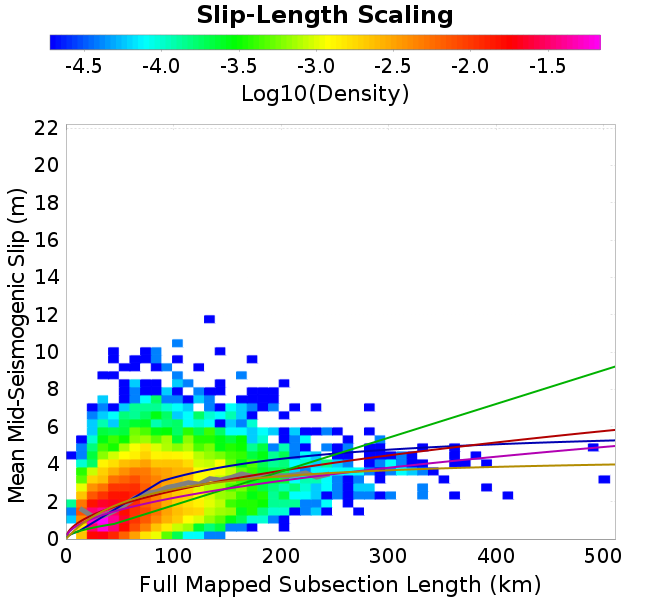 Slip-Length Scaling
-4.5 -4.0 -3.5 -3.0 -2.5 -2.0 -1.5
Log10(Density)
22
20
18
16
14
12
10
8
6
4
2
0
Mean Mid-Seismogenic Slip (m)
0 100 200 300 400 500
Full Mapped Subsection Length (km)